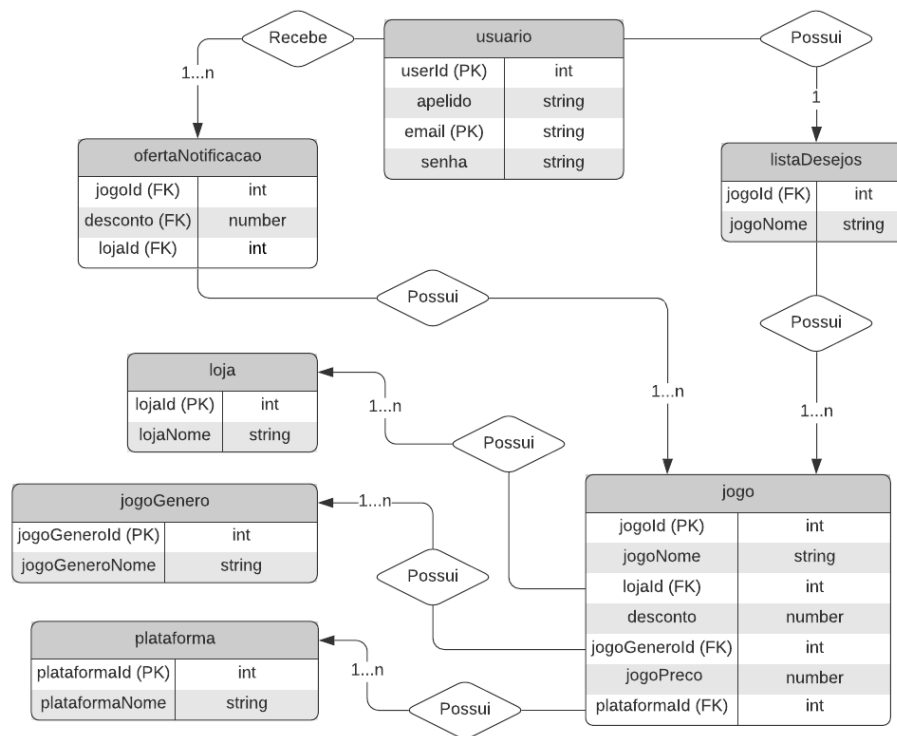 Recebe
usuario
Possui
userId (PK) int
apelido string
email (PK) string
senha string
1...n
1
ofertaNotificacao
jogoId (FK) int
desconto (FK) number
lojaId (FK) int
listaDesejos
jogoId (FK) int
jogoNome string
Possui
Possui
loja
lojaId (PK) int
lojaNome string
1...n
1...n
1...n
Possui
jogoGenero
jogoGeneroId (PK) int
jogoGeneroNome string
1...n
Possui
jogo
jogoId (PK) int
jogoNome string
lojaId (FK) int
desconto number
jogoGeneroId (FK) int
jogoPreco number
plataformaId (FK) int
plataforma
plataformaId (PK) int
plataformaNome string
1...n
Possui